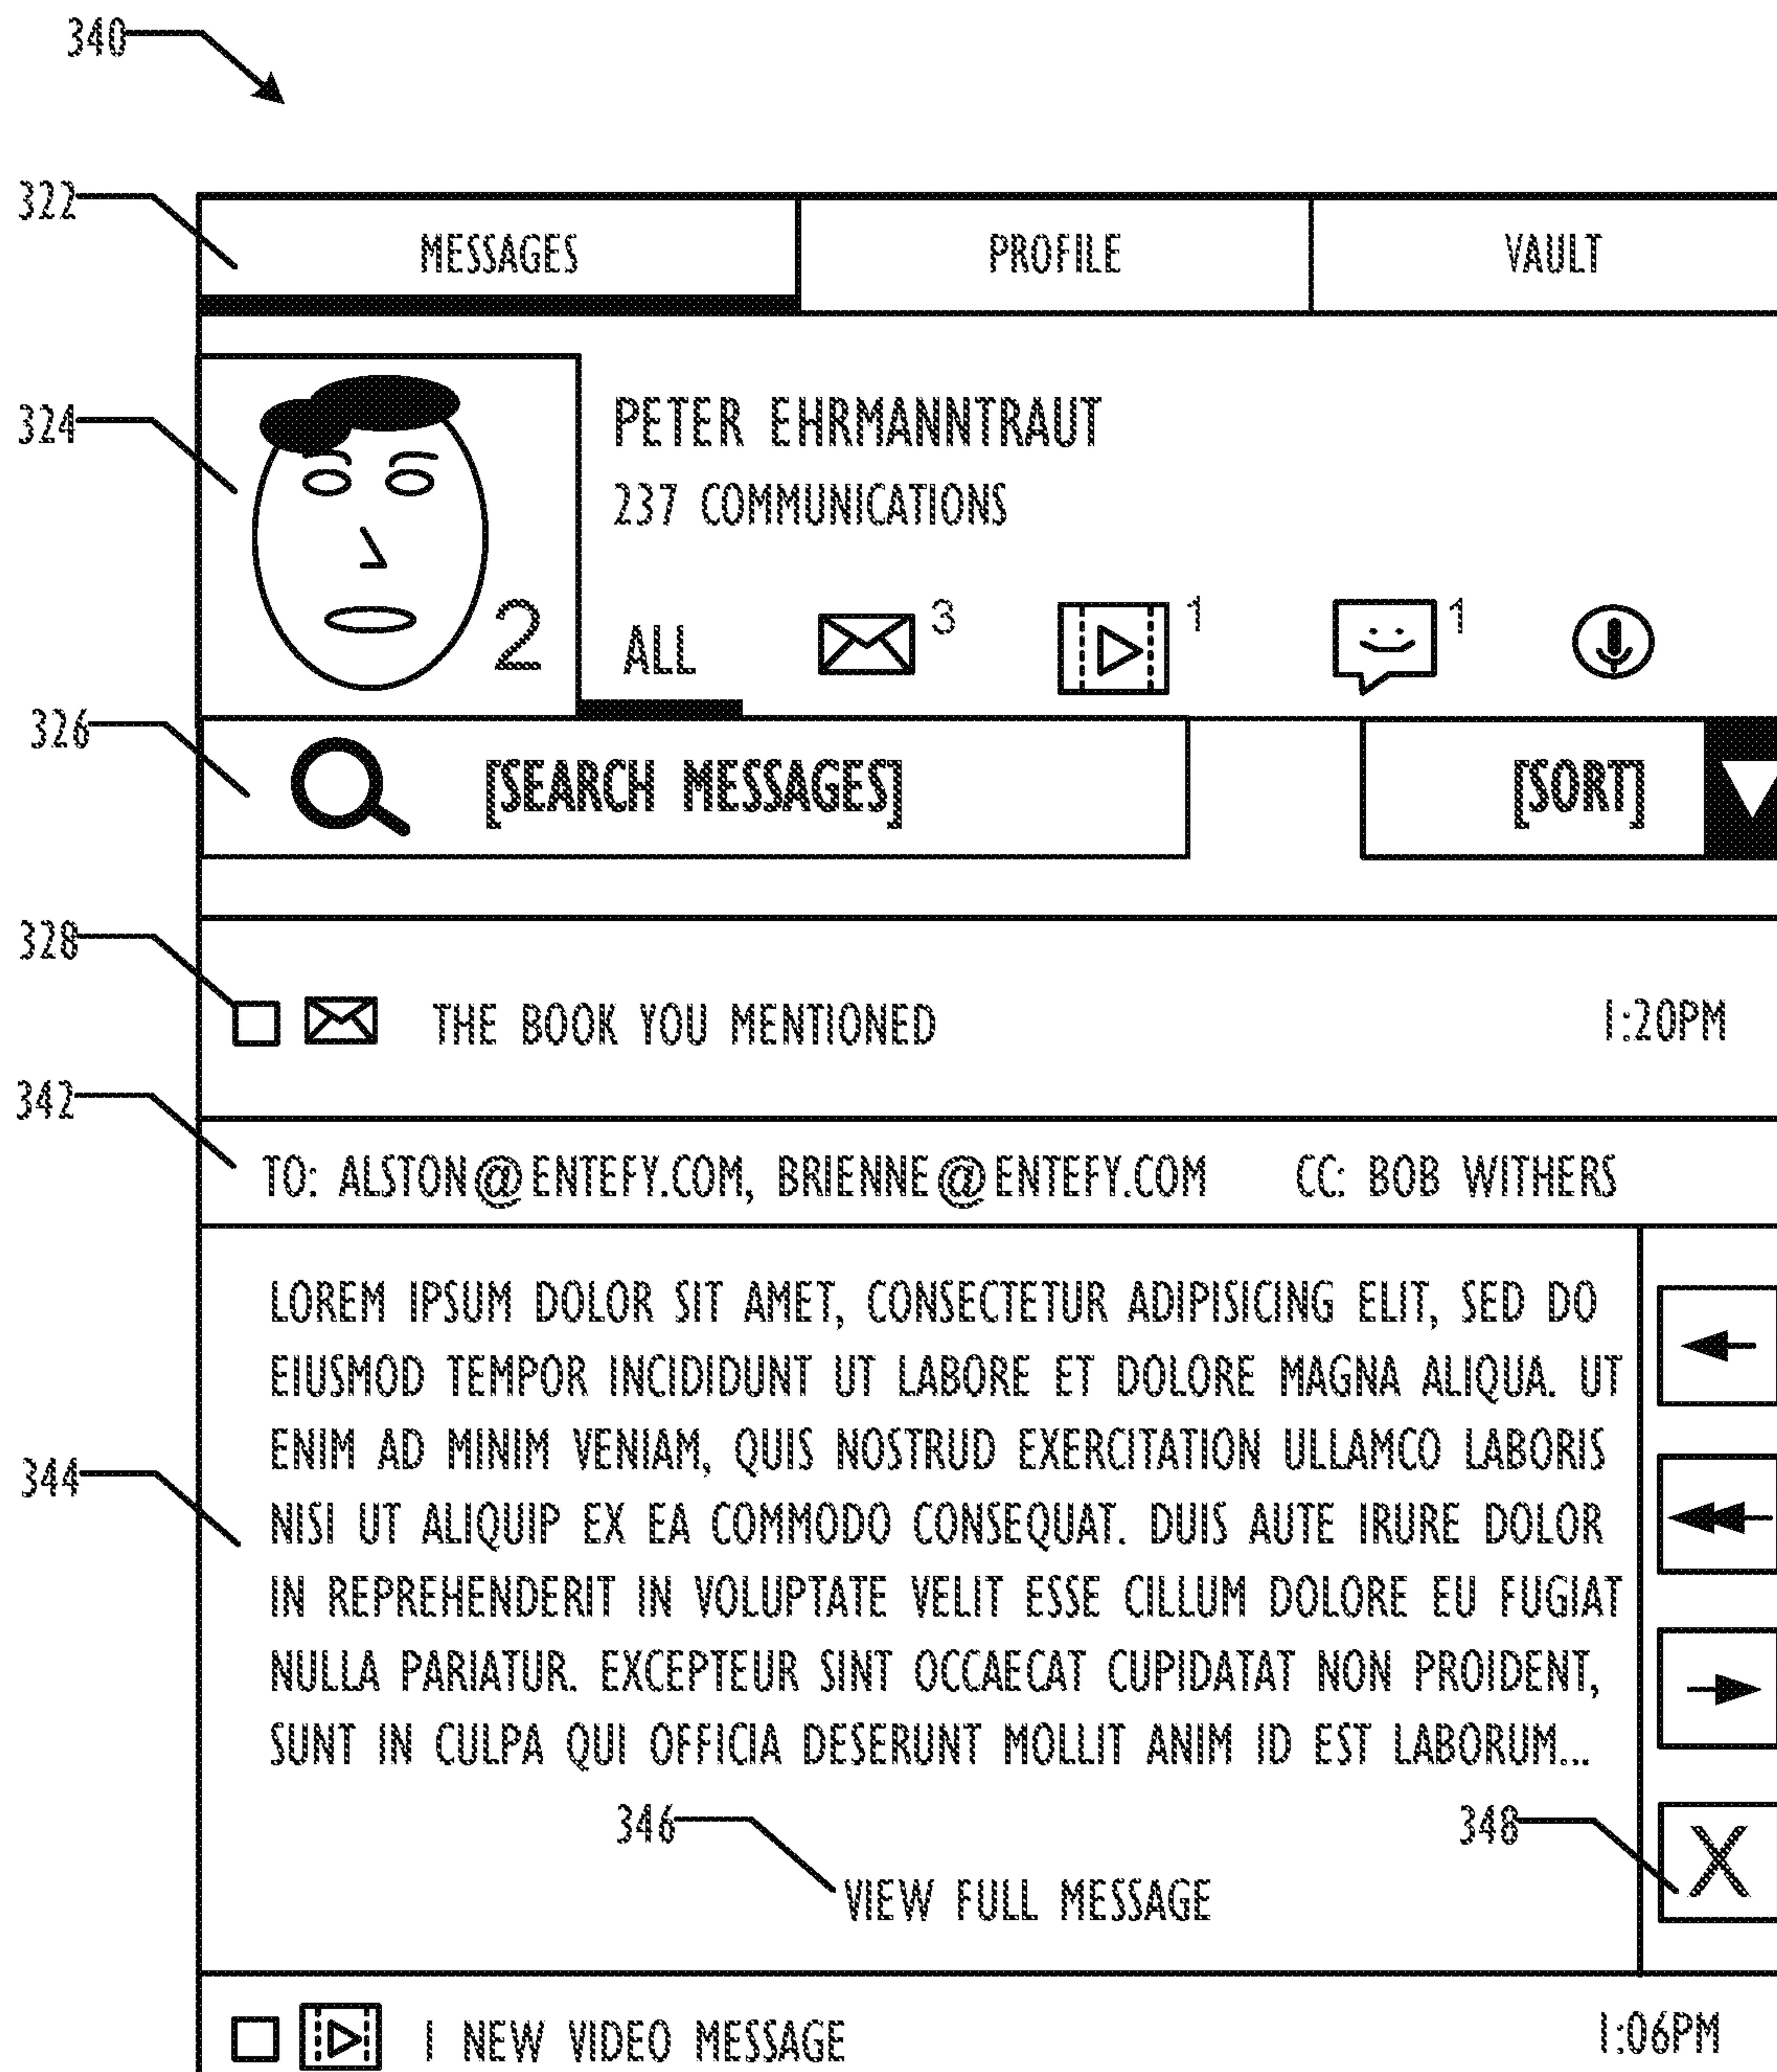 340
322
MESSAGES PROFILE VAULT
324
PETER EHRMANNTRAUT
237 COMMUNICATIONS
2 ALL 3 1 1
326
[SEARCH MESSAGES] [SORT]
328
THE BOOK YOU MENTIONED 1:20PM
342
TO: ALSTON@ENTEFY.COM, BRIENNE@ENTEFY.COM CC: BOB WITHERS
LOREM IPSUM DOLOR SIT AMET, CONSECTETUR ADIPISICING ELIT, SED DO
EIUSMOD TEMPOR INCIDIDUNT UT LABORE ET DOLORE MAGNA ALIQUA. UT
ENIM AD MINIM VENIAM, QUIS NOSTRUD EXERCITATION ULLAMCO LABORIS
344
NISI UT ALIQUIP EX EA COMMODO CONSEQUAT. DUIS AUTE IRURE DOLOR
IN REPREHENDERIT IN VOLUPTATE VELIT ESSE CILLUM DOLORE EU FUGIAT
NULLA PARIATUR. EXCEPTEUR SINT OCCAECAT CUPIDATAT NON PROIDENT,
SUNT IN CULPA QUI OFFICIA DESERUNT MOLLIT ANIM ID EST LABORUM...
346 348
X
VIEW FULL MESSAGE
1 NEW VIDEO MESSAGE 1:06PM